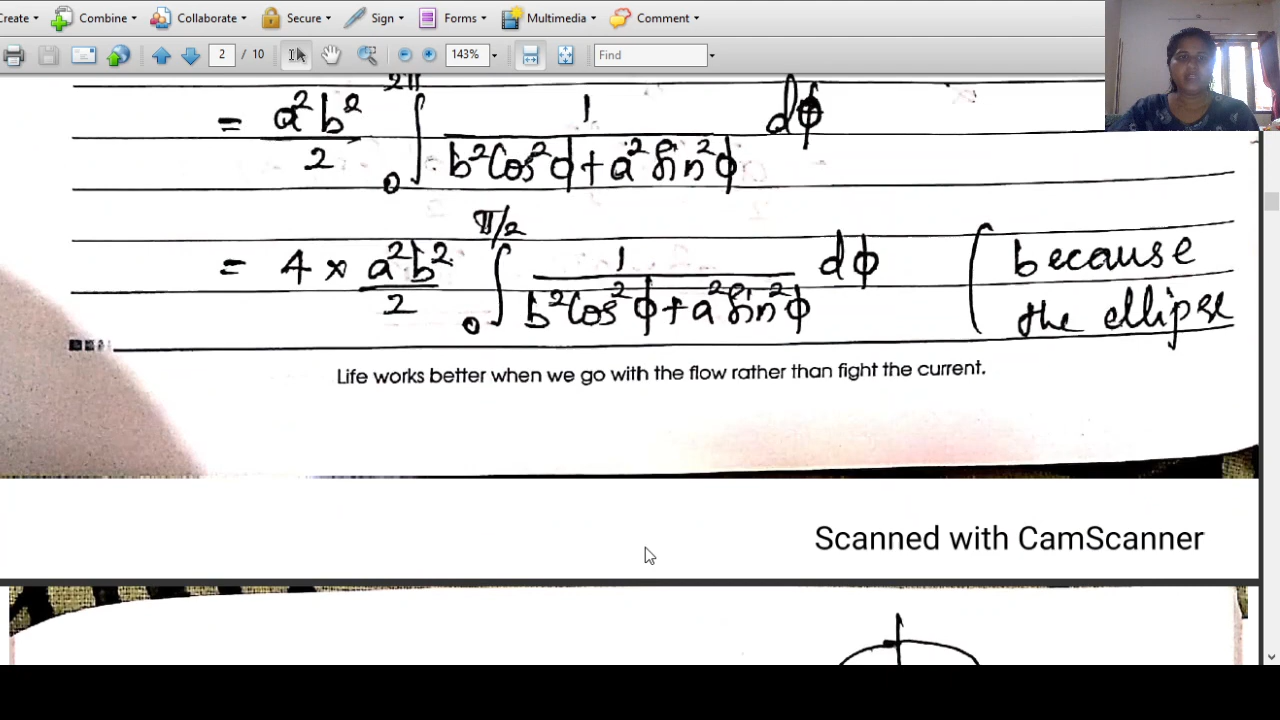 Create Combine Collaborate Secure Sign Forms Multimedia Comment
2 / 10 143% Find
2π
= a²b²/2 ∫₀ 1/(b²Cos²ϕ + a² Sin²ϕ) dϕ
π/2
= 4 × a²b²/2 ∫₀ 1/(b²Cos²ϕ + a²Sin²ϕ) dϕ ( because
the ellipse
Life works better when we go with the flow rather than fight the current.
Scanned with CamScanner